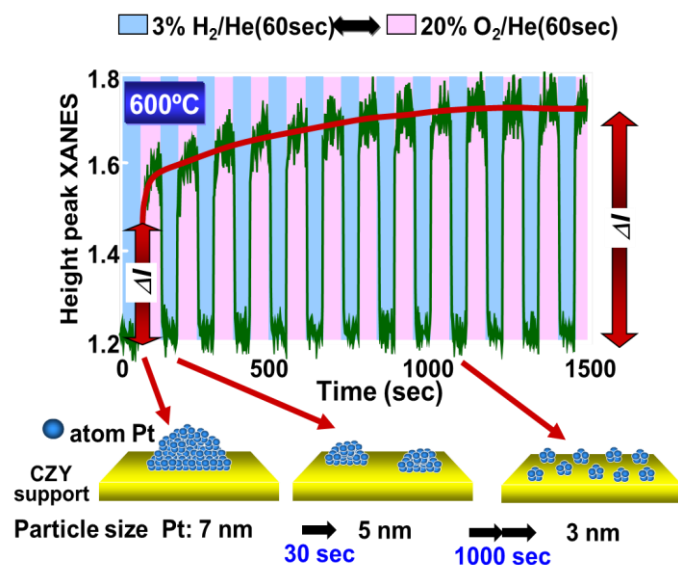 3% H₂/He(60sec) 20% O₂/He(60sec)
600ºC
Height peak XANES
1.8
1.6
1.4
1.2
ΔI
ΔI
0 500 1000 1500
Time (sec)
atom Pt
CZY
support
Particle size Pt: 7 nm 5 nm 3 nm
30 sec 1000 sec